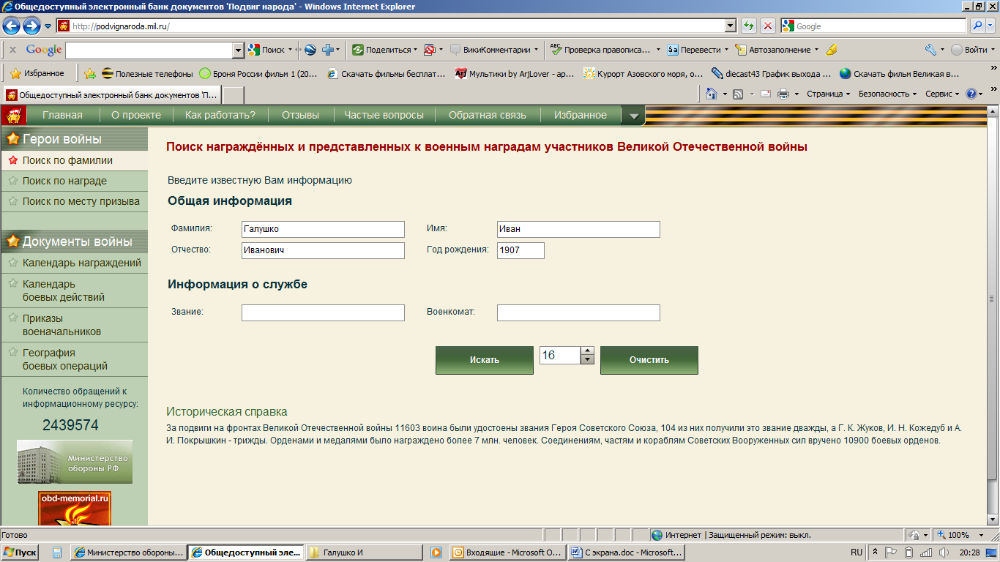 Общедоступный электронный банк документов 'Подвиг народа' - Windows Internet Explorer
http://podvignaroda.mil.ru/
Google
x Google Поиск Поделиться ВикиКомментарии Проверка правописа... Перевести Автозаполнение Войти
Избранное Полезные телефоны Броня России фильм 1 (20... Скачать фильмы бесплат... Мультики by ArjLover - ар... Курорт Азовского моря, о... diecast43 График выхода ... Скачать фильм Великая в...
Общедоступный электронный банк документов 'П... Страница Безопасность Сервис
Главная О проекте Как работать? Отзывы Частые вопросы Обратная связь Избранное
Герои войны
Поиск по фамилии
Поиск по награде
Поиск по месту призыва
Документы войны
Календарь награждений
Календарь
боевых действий
Приказы
военачальников
География
боевых операций
Количество обращений к
информационному ресурсу:
2439574
Министерство
обороны РФ
obd-memorial.ru
Поиск награждённых и представленных к военным наградам участников Великой Отечественной войны
Введите известную Вам информацию
Общая информация
Фамилия: Галушко Имя: Иван
Отчество: Иванович Год рождения: 1907
Информация о службе
Звание: Военкомат:
Искать 16 Очистить
Историческая справка
За подвиги на фронтах Великой Отечественной войны 11603 воина были удостоены звания Героя Советского Союза, 104 из них получили это звание дважды, а Г. К. Жуков, И. Н. Кожедуб и А.
И. Покрышкин - трижды. Орденами и медалями было награждено более 7 млн. человек. Соединениям, частям и кораблям Советских Вооруженных сил вручено 10900 боевых орденов.
Готово Интернет | Защищенный режим: выкл. 100%
Пуск Министерство обороны... Общедоступный эле... Галушко И Входящие - Microsoft O... С экрана.doc - Microsoft... RU 20:28